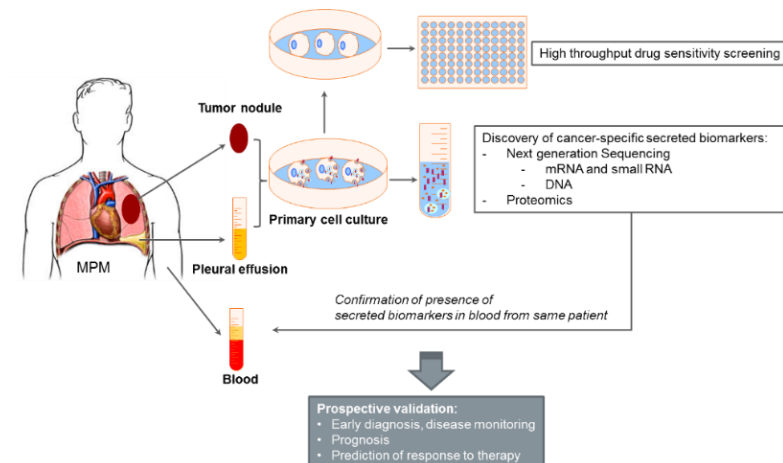 High throughput drug sensitivity screening
Tumor nodule
Discovery of cancer-specific secreted biomarkers:
- Next generation Sequencing
- mRNA and small RNA
- DNA
- Proteomics
Primary cell culture
MPM
Pleural effusion
Confirmation of presence of
secreted biomarkers in blood from same patient
Blood
Prospective validation:
• Early diagnosis, disease monitoring
• Prognosis
• Prediction of response to therapy